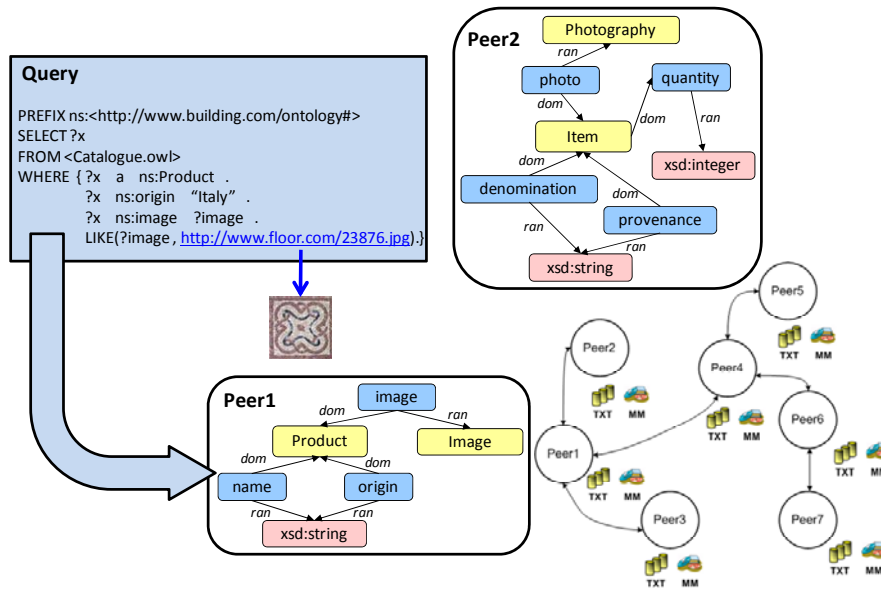 Query
PREFIX ns:<http://www.building.com/ontology#>
SELECT ?x
FROM <Catalogue.owl>
WHERE { ?x a ns:Product .
?x ns:origin “Italy” .
?x ns:image ?image .
LIKE(?image , http://www.floor.com/23876.jpg).}
Peer2
Photography
ran
photo
quantity
dom
dom
ran
Item
xsd:integer
dom
denomination
dom
provenance
ran
ran
xsd:string
Peer1
image
dom
ran
Product
Image
dom
dom
name
origin
ran
ran
xsd:string
Peer5
TXT MM
Peer2
TXT MM
Peer4
TXT MM
Peer6
TXT MM
Peer1
TXT MM
Peer3
TXT MM
Peer7
TXT MM